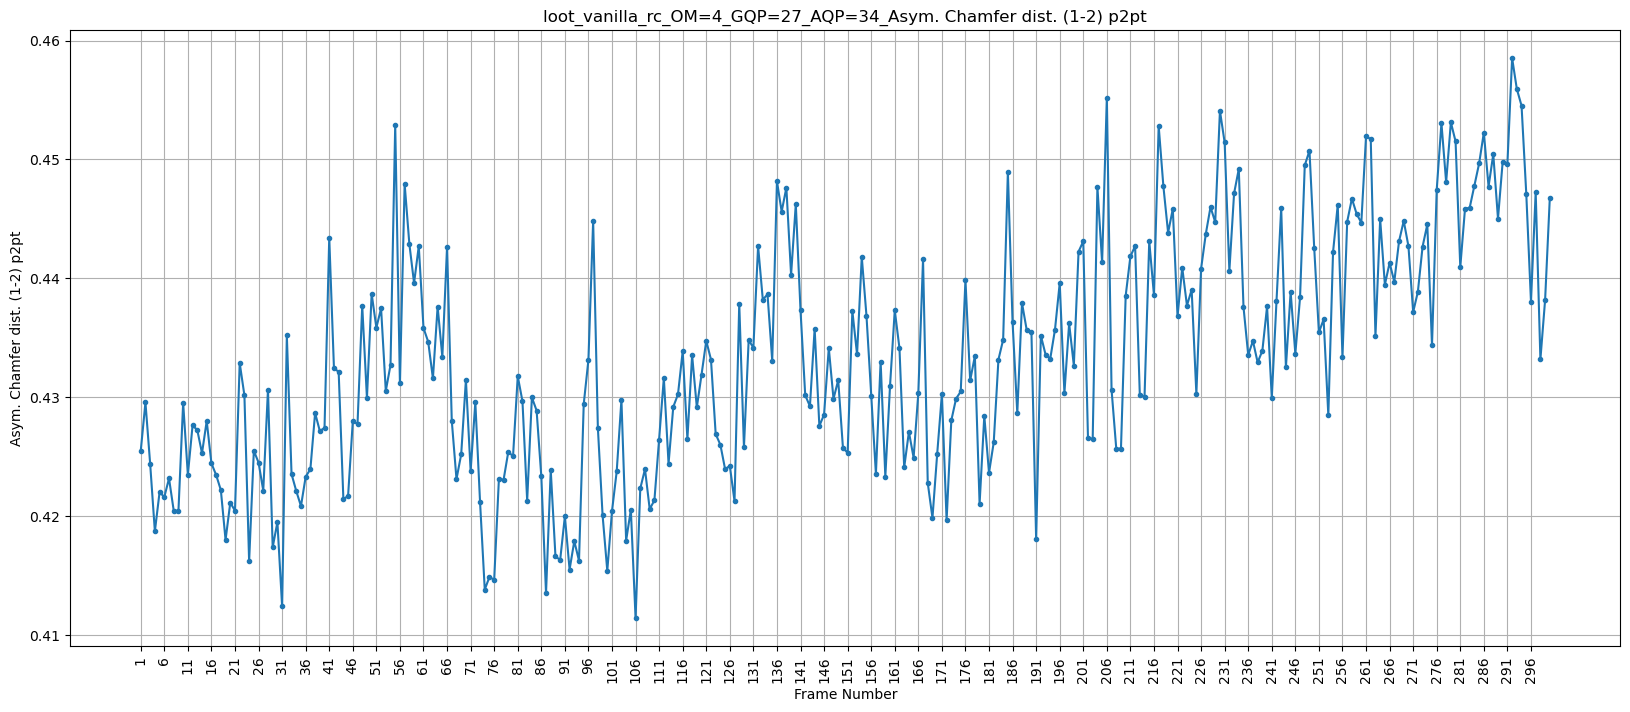 loot_vanilla_rc_OM=4_GQP=27_AQP=34_Asym. Chamfer dist. (1-2) p2pt
Asym. Chamfer dist. (1-2) p2pt
0.46
0.45
0.44
0.43
0.42
0.41
1 6 11 16 21 26 31 36 41 46 51 56 61 66 71 76 81 86 91 96 101 106 111 116 121 126 131 136 141 146 151 156 161 166 171 176 181 186 191 196 201 206 211 216 221 226 231 236 241 246 251 256 261 266 271 276 281 286 291 296
Frame Number